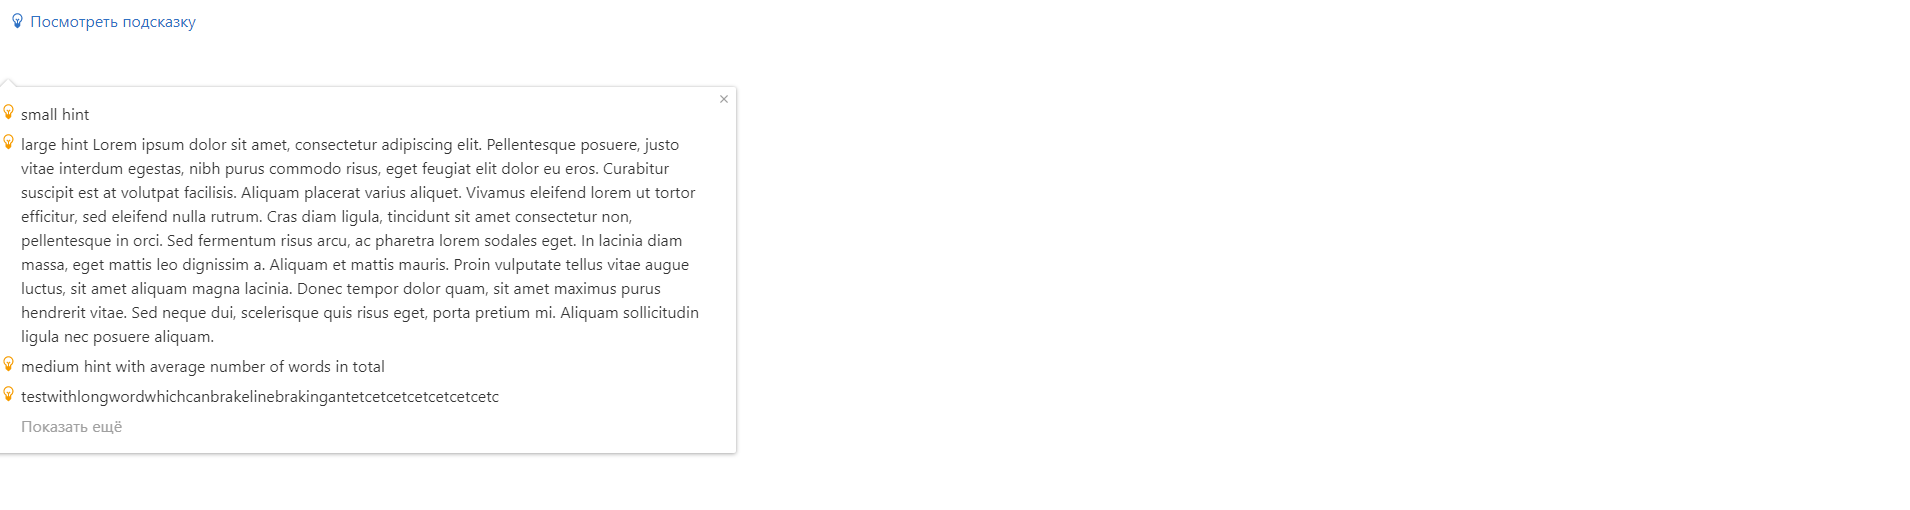 Посмотреть подсказку
small hint
large hint Lorem ipsum dolor sit amet, consectetur adipiscing elit. Pellentesque posuere, justo
vitae interdum egestas, nibh purus commodo risus, eget feugiat elit dolor eu eros. Curabitur
suscipit est at volutpat facilisis. Aliquam placerat varius aliquet. Vivamus eleifend lorem ut tortor
efficitur, sed eleifend nulla rutrum. Cras diam ligula, tincidunt sit amet consectetur non,
pellentesque in orci. Sed fermentum risus arcu, ac pharetra lorem sodales eget. In lacinia diam
massa, eget mattis leo dignissim a. Aliquam et mattis mauris. Proin vulputate tellus vitae augue
luctus, sit amet aliquam magna lacinia. Donec tempor dolor quam, sit amet maximus purus
hendrerit vitae. Sed neque dui, scelerisque quis risus eget, porta pretium mi. Aliquam sollicitudin
ligula nec posuere aliquam.
medium hint with average number of words in total
testwithlongwordwhichcanbrakelinebrakingantetcetcetcetcetcetcetc
Показать ещё